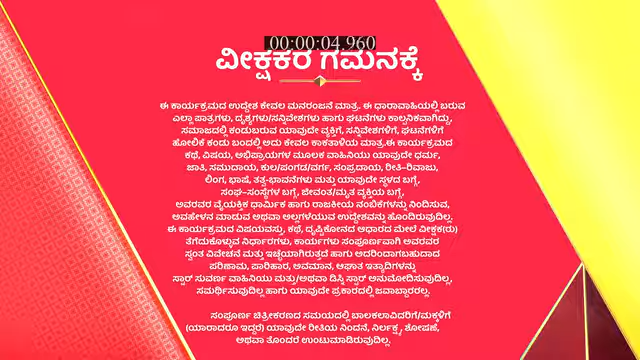 00:00:04.960
ವೀಕ್ಷಕರ ಗಮನಕ್ಕೆ
ಈ ಕಾರ್ಯಕ್ರಮದ ಉದ್ದೇಶ ಕೇವಲ ಮನರಂಜನೆ ಮಾತ್ರ. ಈ ಧಾರಾವಾಹಿಯಲ್ಲಿ ಬರುವ
ಎಲ್ಲಾ ಪಾತ್ರಗಳು, ದೃಶ್ಯಗಳು/ಸನ್ನಿವೇಶಗಳು ಹಾಗು ಘಟನೆಗಳು ಕಾಲ್ಪನಿಕವಾಗಿದ್ದು,
ಸಮಾಜದಲ್ಲಿ ಕಂಡುಬರುವ ಯಾವುದೇ ವ್ಯಕ್ತಿಗೆ, ಸನ್ನಿವೇಶಗಳಿಗೆ, ಘಟನೆಗಳಿಗೆ
ಹೋಲಿಕೆ ಕಂಡು ಬಂದಲ್ಲಿ ಅದು ಕೇವಲ ಕಾಕತಾಳಿಯ ಮಾತ್ರ.ಈ ಕಾರ್ಯಕ್ರಮದ
ಕಥೆ, ವಿಷಯ, ಅಭಿಪ್ರಾಯಗಳ ಮೂಲಕ ವಾಹಿನಿಯು ಯಾವುದೇ ಧರ್ಮ,
ಜಾತಿ, ಸಮುದಾಯ, ಕುಲ/ಪಂಗಡ/ವರ್ಗ, ಸಂಪ್ರದಾಯ, ರೀತಿ-ರಿವಾಜು,
ಲಿಂಗ, ಭಾಷೆ, ತತ್ವ-ಭಾವನೆಗಳು ಮತ್ತು ಯಾವುದೇ ಸ್ಥಳದ ಬಗ್ಗೆ,
ಸಂಘ-ಸಂಸ್ಥೆಗಳ ಬಗ್ಗೆ, ಜೀವಂತ/ಮೃತ ವ್ಯಕ್ತಿಯ ಬಗ್ಗೆ,
ಅವರವರ ವೈಯಕ್ತಿಕ ಧಾರ್ಮಿಕ ಹಾಗು ರಾಜಕೀಯ ನಂಬಿಕೆಗಳನ್ನು ನಿಂದಿಸುವ,
ಅವಹೇಳನ ಮಾಡುವ ಅಥವಾ ಅಲ್ಲಗಳೆಯುವ ಉದ್ದೇಶವನ್ನು ಹೊಂದಿರುವುದಿಲ್ಲ.
ಈ ಕಾರ್ಯಕ್ರಮದ ವಿಷಯವಸ್ತು, ಕಥೆ, ದೃಷ್ಟಿಕೋನದ ಆಧಾರದ ಮೇಲೆ ವೀಕ್ಷಕ(ರು)
ತೆಗೆದುಕೊಳ್ಳುವ ನಿರ್ಧಾರಗಳು, ಕಾರ್ಯಗಳು ಸಂಪೂರ್ಣವಾಗಿ ಅವರವರ
ಸ್ವಂತ ವಿವೇಚನೆ ಮತ್ತು ಇಚ್ಛೆಯಾಗಿರುತ್ತದೆ ಹಾಗು ಅದರಿಂದಾಗಬಹುದಾದ
ಪರಿಣಾಮ, ಪಾರಿಹಾರ, ಅವಮಾನ, ಆಘಾತ ಇತ್ಯಾದಿಗಳನ್ನು
ಸ್ಟಾರ್ ಸುವರ್ಣ ವಾಹಿನಿಯು ಮತ್ತು/ಅಥವಾ ಡಿಸ್ನಿ ಸ್ಟಾರ್ ಅನುಮೋದಿಸುವುದಿಲ್ಲ,
ಸಮರ್ಥಿಸುವುದಿಲ್ಲ ಹಾಗು ಯಾವುದೇ ಪ್ರಕಾರದಲ್ಲಿ ಜವಾಬ್ದಾರರಲ್ಲ.
ಸಂಪೂರ್ಣ ಚಿತ್ರೀಕರಣದ ಸಮಯದಲ್ಲಿ ಬಾಲಕಲಾವಿದರಿಗೆ/ಮಕ್ಕಳಿಗೆ
(ಯಾರಾದರೂ ಇದ್ದರೆ) ಯಾವುದೇ ರೀತಿಯ ನಿಂದನೆ, ನಿರ್ಲಕ್ಷ್ಯ, ಶೋಷಣೆ,
ಅಥವಾ ತೊಂದರೆ ಉಂಟುಮಾಡಿರುವುದಿಲ್ಲ.